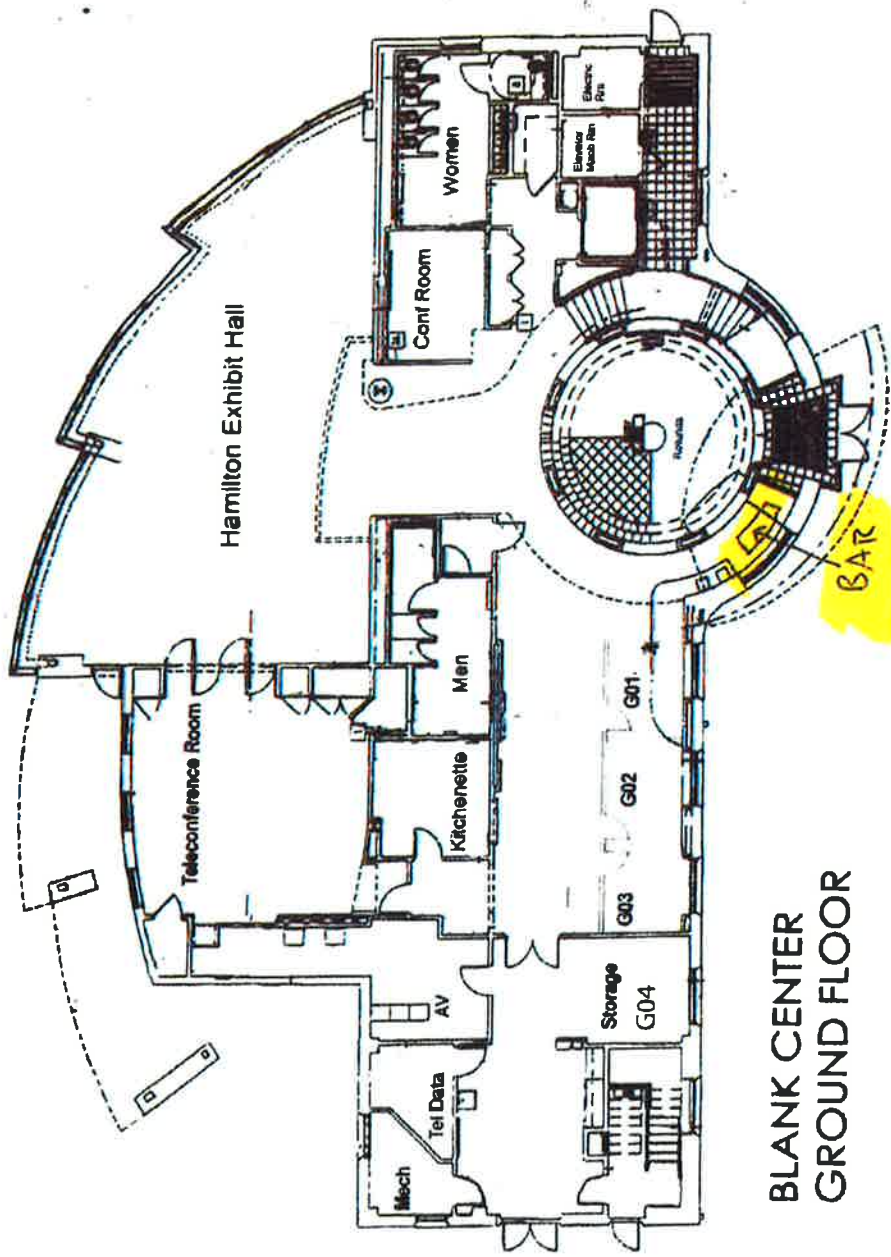 Hamilton Exhibit Hall
Teleconference Room
Women
Conf Room
Electric
Rm
Elevator
Mach Rm
Men
Kitchenette
AV
Tel Data
Mech
Rotunda
G01
G02
G03
Storage
G04
BAR
BLANK CENTER
GROUND FLOOR